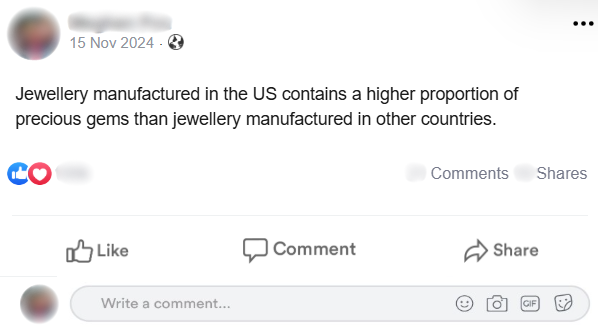 15 Nov 2024 ·
Jewellery manufactured in the US contains a higher proportion of
precious gems than jewellery manufactured in other countries.
Comments Shares
Like Comment Share
Write a comment... GIF